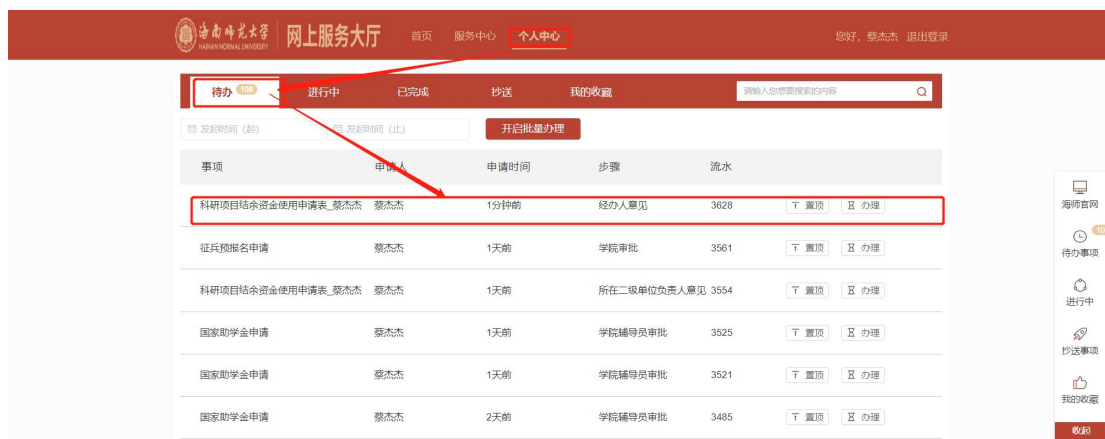 海南师范大学 网上服务大厅 首页 服务中心 个人中心 您好, 蔡杰杰 退出登录
HAINAN NORMAL UNIVERSITY
待办 108 进行中 已完成 抄送 我的收藏 请输入您想要搜索的内容
发起时间 (起) 发起时间 (止) 开启批量办理
事项 申请人 申请时间 步骤 流水
科研项目结余资金使用申请表_蔡杰杰 蔡杰杰 1分钟前 经办人意见 3628 置顶 办理
征兵预报名申请 蔡杰杰 1天前 学院审批 3561 置顶 办理
科研项目结余资金使用申请表_蔡杰杰 蔡杰杰 1天前 所在二级单位负责人意见 3554 置顶 办理
国家助学金申请 蔡杰杰 1天前 学院辅导员审批 3525 置顶 办理
国家助学金申请 蔡杰杰 1天前 学院辅导员审批 3521 置顶 办理
国家助学金申请 蔡杰杰 2天前 学院辅导员审批 3485 置顶 办理
海师官网
待办事项
进行中
抄送事项
我的收藏
收起